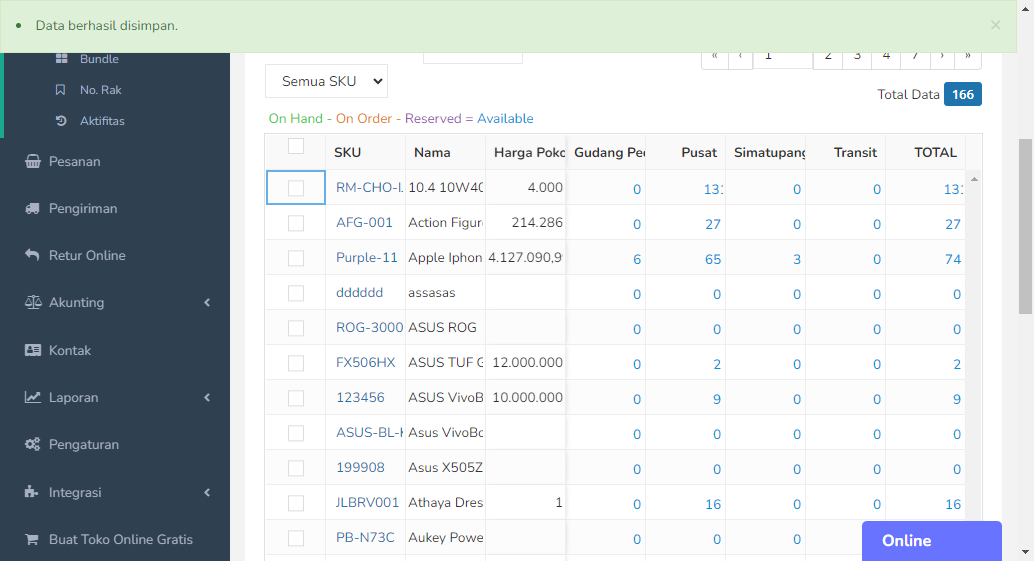 Data berhasil disimpan.
×
Bundle
No. Rak
Aktifitas
Pesanan
Pengiriman
Retur Online
Akunting
Kontak
Laporan
Pengaturan
Integrasi
Buat Toko Online Gratis
« ‹ 1 2 3 4 7 › »
Semua SKU
Total Data 166
On Hand - On Order - Reserved = Available
SKU Nama Harga Poko Gudang Pe Pusat Simatupang Transit TOTAL
RM-CHO-I. 10.4 10W40 4.000 0 131 0 0 131
AFG-001 Action Figur 214.286 0 27 0 0 27
Purple-11 Apple Iphon 4.127.090,9 6 65 3 0 74
dddddd assasas 0 0 0 0 0
ROG-3000 ASUS ROG 0 0 0 0 0
FX506HX ASUS TUF G 12.000.000 0 2 0 0 2
123456 ASUS VivoB 10.000.000 0 9 0 0 9
ASUS-BL-K Asus VivoBo 0 0 0 0 0
199908 Asus X505Z 0 0 0 0 0
JLBRV001 Athaya Dres 1 0 16 0 0 16
PB-N73C Aukey Powe 0 0 0
Online